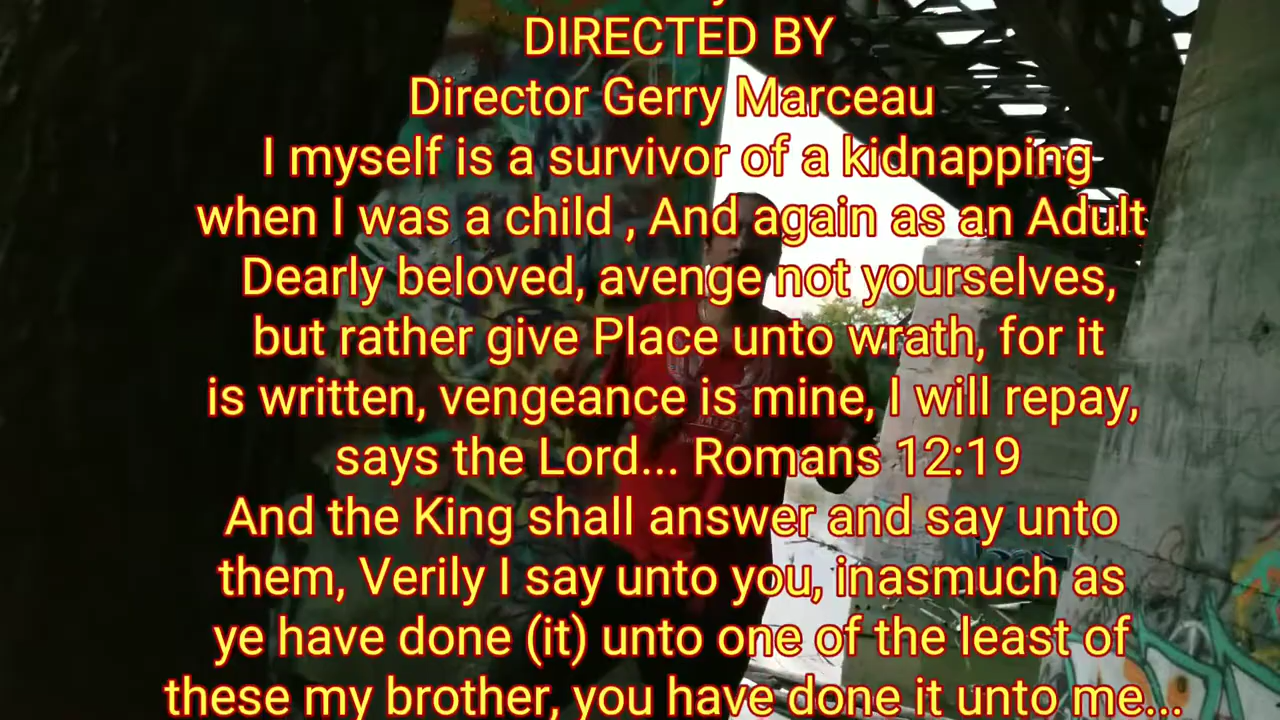 DIRECTED BY
Director Gerry Marceau
I myself is a survivor of a kidnapping
when I was a child , And again as an Adult
Dearly beloved, avenge not yourselves,
but rather give Place unto wrath, for it
is written, vengeance is mine, I will repay,
says the Lord... Romans 12:19
And the King shall answer and say unto
them, Verily I say unto you, inasmuch as
ye have done (it) unto one of the least of
these my brother, you have done it unto me...